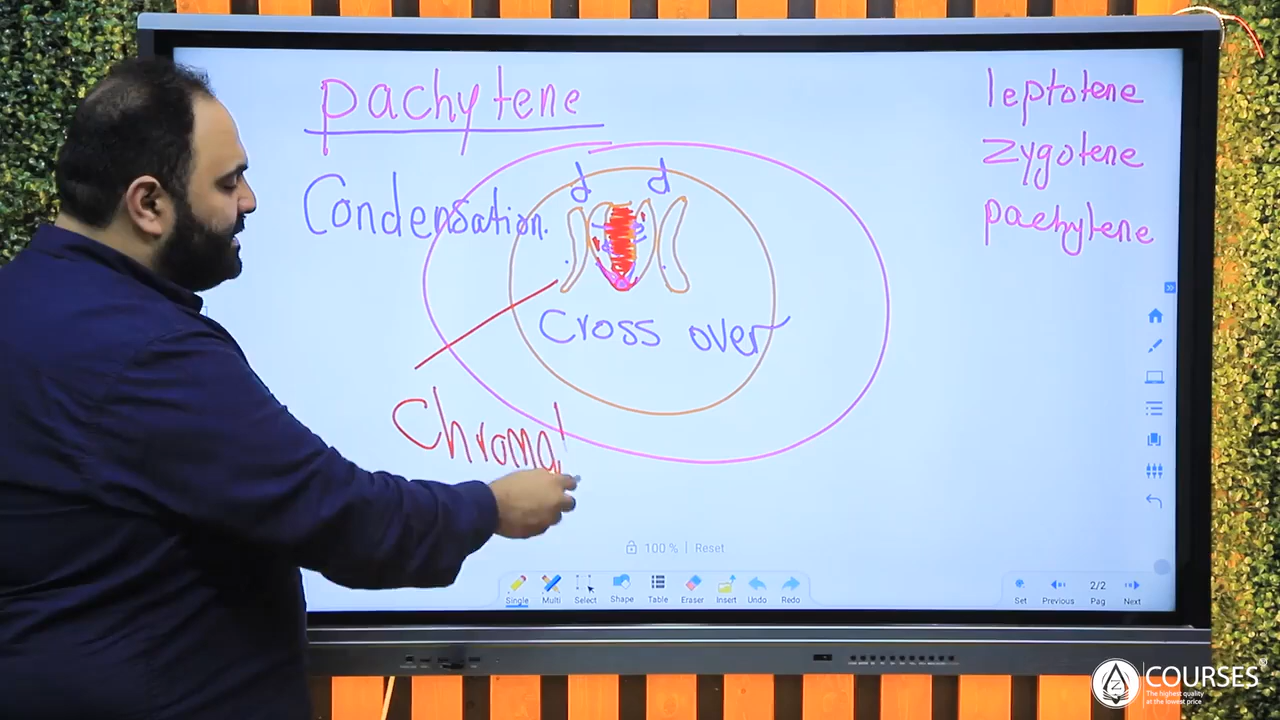 pachytene
Condensation.
d d
Cross over
Chromat
leptotene
zygotene
pachytene
100 % | Reset
Single Multi Select Shape Table Eraser Insert Undo Redo
Set Previous 2/2 Pag Next
Z COURSES
The highest quality
at the lowest price